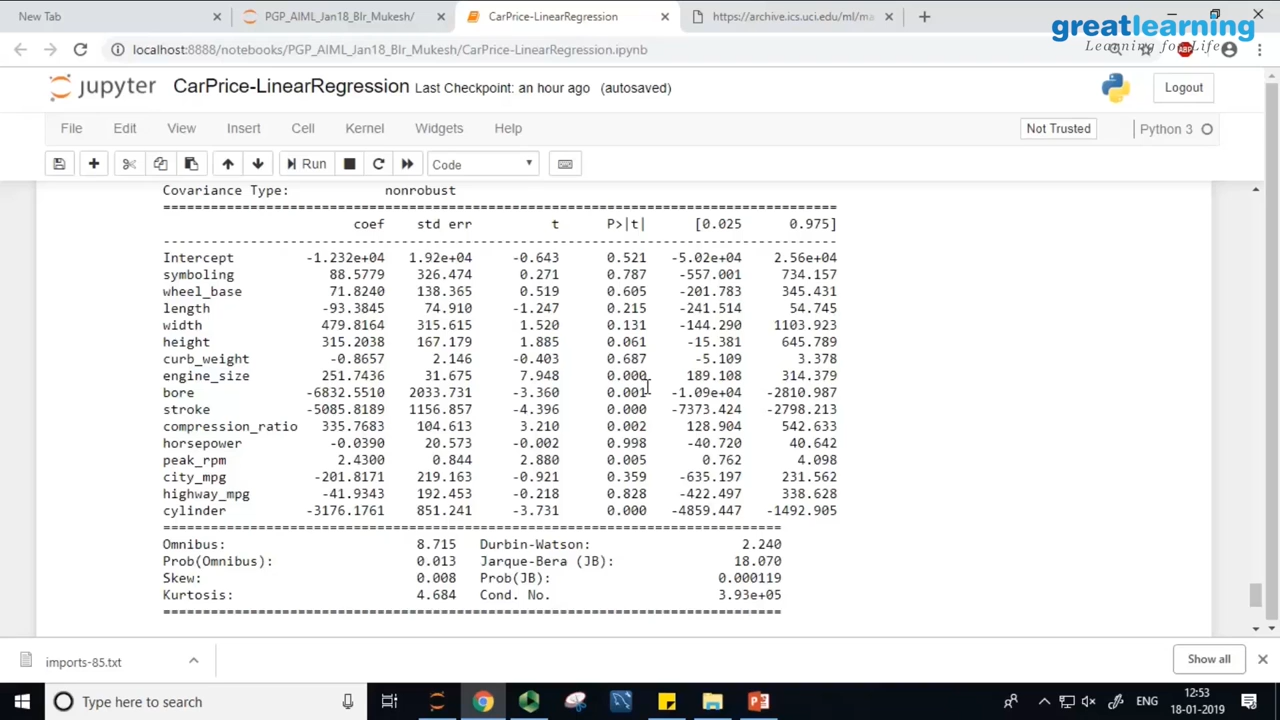 New Tab
PGP_AIML_Jan18_Blr_Mukesh/
CarPrice-LinearRegression
https://archive.ics.uci.edu/ml/ma
greatlearning
Learning for Life
localhost:8888/notebooks/PGP_AIML_Jan18_Blr_Mukesh/CarPrice-LinearRegression.ipynb
ABP
jupyter CarPrice-LinearRegression Last Checkpoint: an hour ago (autosaved)
Logout
File Edit View Insert Cell Kernel Widgets Help
Not Trusted
Python 3
Run
Code
Covariance Type: nonrobust
==============================================================================
coef std err t P>|t| [0.025 0.975]
------------------------------------------------------------------------------
Intercept -1.232e+04 1.92e+04 -0.643 0.521 -5.02e+04 2.56e+04
symboling 88.5779 326.474 0.271 0.787 -557.001 734.157
wheel_base 71.8240 138.365 0.519 0.605 -201.783 345.431
length -93.3845 74.910 -1.247 0.215 -241.514 54.745
width 479.8164 315.615 1.520 0.131 -144.290 1103.923
height 315.2038 167.179 1.885 0.061 -15.381 645.789
curb_weight -0.8657 2.146 -0.403 0.687 -5.109 3.378
engine_size 251.7436 31.675 7.948 0.000 189.108 314.379
bore -6832.5510 2033.731 -3.360 0.001 -1.09e+04 -2810.987
stroke -5085.8189 1156.857 -4.396 0.000 -7373.424 -2798.213
compression_ratio 335.7683 104.613 3.210 0.002 128.904 542.633
horsepower -0.0390 20.573 -0.002 0.998 -40.720 40.642
peak_rpm 2.4300 0.844 2.880 0.005 0.762 4.098
city_mpg -201.8171 219.163 -0.921 0.359 -635.197 231.562
highway_mpg -41.9343 192.453 -0.218 0.828 -422.497 338.628
cylinder -3176.1761 851.241 -3.731 0.000 -4859.447 -1492.905
==============================================================================
Omnibus: 8.715 Durbin-Watson: 2.240
Prob(Omnibus): 0.013 Jarque-Bera (JB): 18.070
Skew: 0.008 Prob(JB): 0.000119
Kurtosis: 4.684 Cond. No. 3.93e+05
==============================================================================
imports-85.txt
Show all
Type here to search
ENG
12:53
18-01-2019